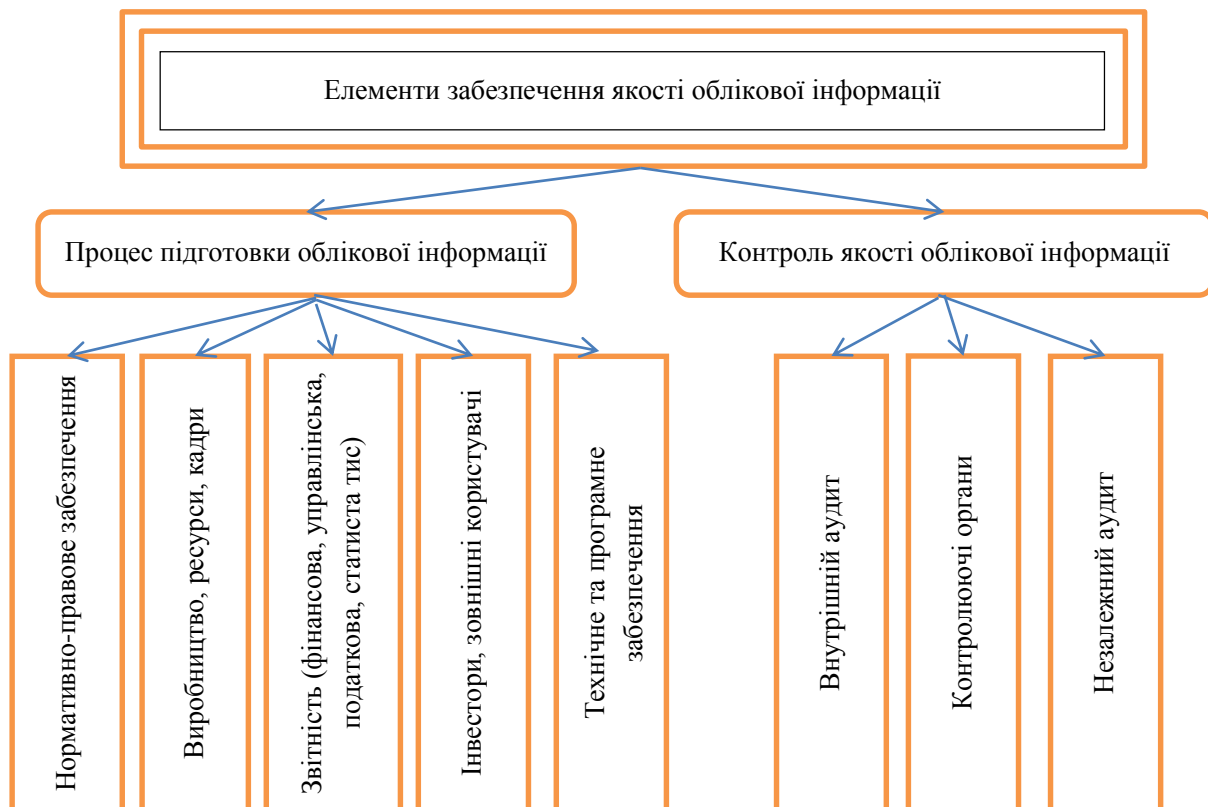 Елементи забезпечення якості облікової інформації
Процес підготовки облікової інформації
Контроль якості облікової інформації
Нормативно-правове забезпечення
Виробництво, ресурси, кадри
Звітність (фінансова, управлінська,
податкова, статиста тис)
Інвестори, зовнішні користувачі
Технічне та програмне
забезпечення
Внутрішній аудит
Контролюючі органи
Незалежний аудит